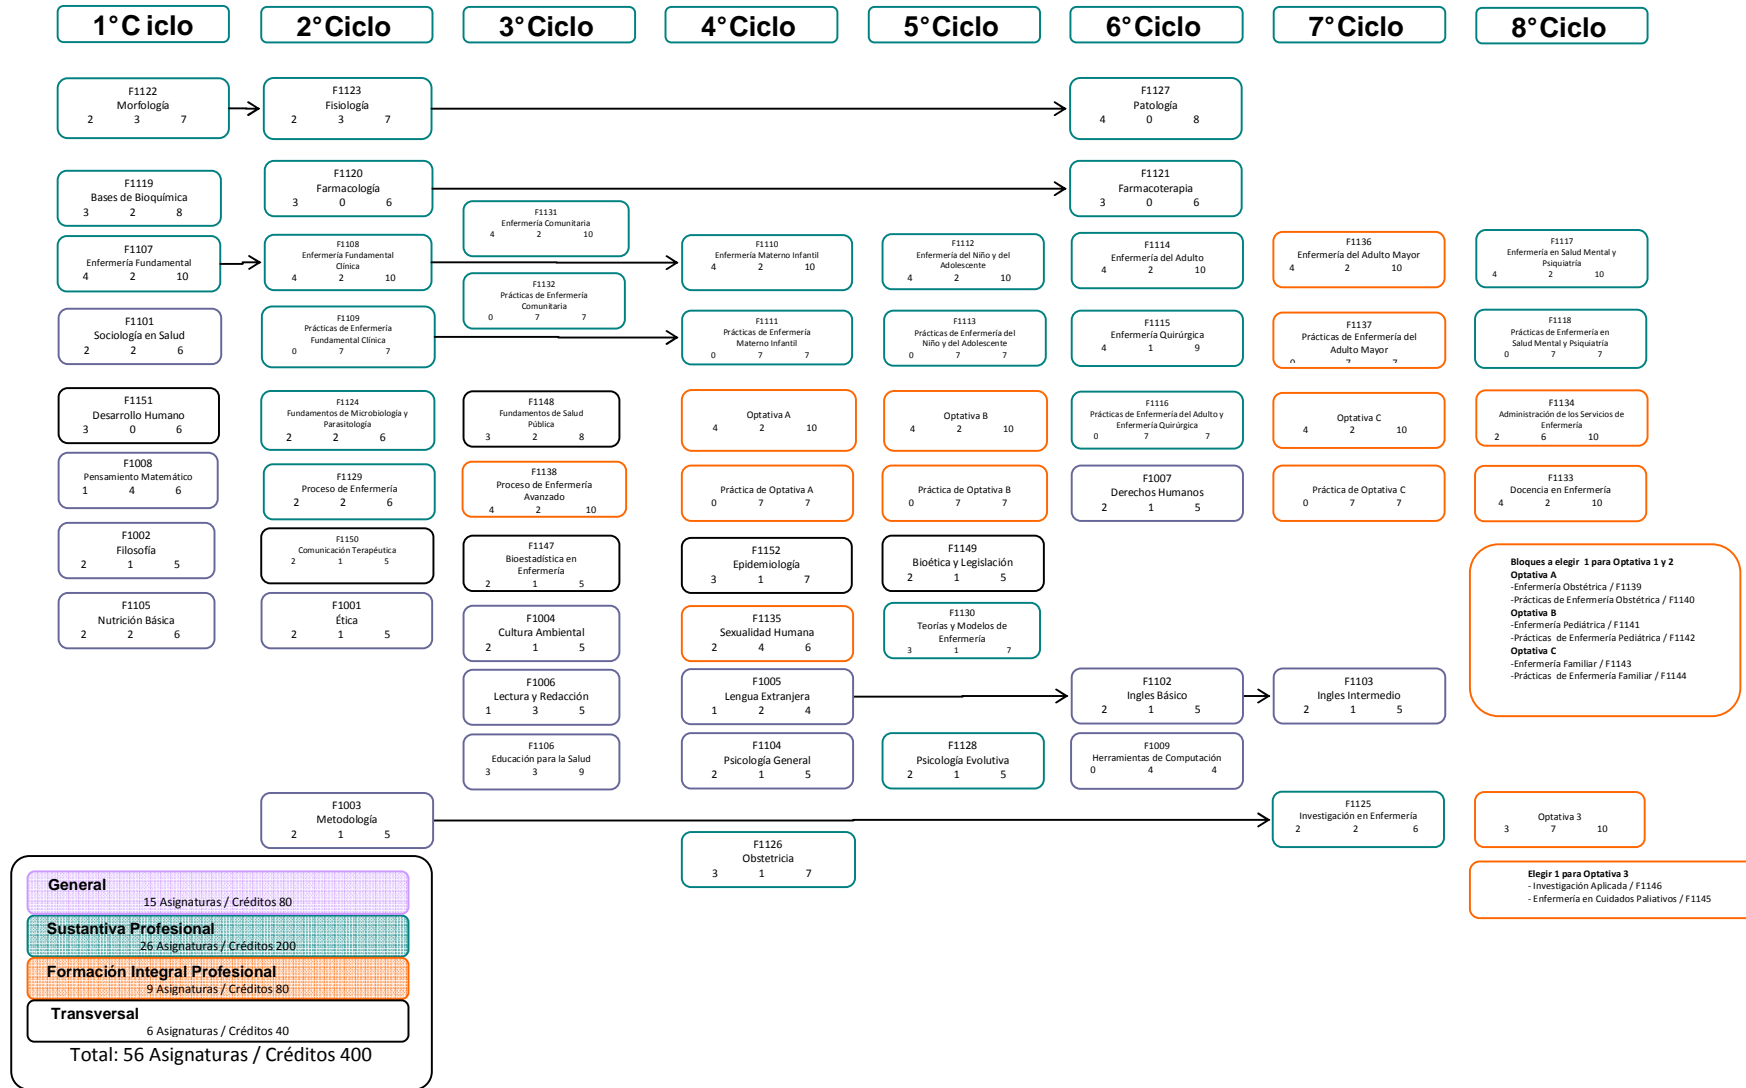 1° C iclo
2° Ciclo
3° Ciclo
4° Ciclo
5° Ciclo
6° Ciclo
7° Ciclo
8° Ciclo
F1122
Morfología
2 3 7
F1123
Fisiología
2 3 7
F1127
Patología
4 0 8
F1119
Bases de Bioquímica
3 2 8
F1120
Farmacología
3 0 6
F1121
Farmacoterapia
3 0 6
F1131
Enfermería Comunitaria
4 2 10
F1107
Enfermería Fundamental
4 2 10
F1108
Enfermería Fundamental
Clínica
4 2 10
F1110
Enfermería Materno Infantil
4 2 10
F1112
Enfermería del Niño y del
Adolescente
4 2 10
F1114
Enfermería del Adulto
4 2 10
F1136
Enfermería del Adulto Mayor
4 2 10
F1117
Enfermería en Salud Mental y
Psiquiatría
4 2 10
F1132
Prácticas de Enfermería
Comunitaria
0 7 7
F1101
Sociología en Salud
2 2 6
F1109
Prácticas de Enfermería
Fundamental Clínica
0 7 7
F1111
Prácticas de Enfermería
Materno Infantil
0 7 7
F1113
Prácticas de Enfermería del
Niño y del Adolescente
0 7 7
F1115
Enfermería Quirúrgica
4 1 9
F1137
Prácticas de Enfermería del
Adulto Mayor
0 7 7
F1118
Prácticas de Enfermería en
Salud Mental y Psiquiatría
0 7 7
F1151
Desarrollo Humano
3 0 6
F1124
Fundamentos de Microbiología y
Parasitología
2 2 6
F1148
Fundamentos de Salud
Pública
3 2 8
Optativa A
4 2 10
Optativa B
4 2 10
F1116
Prácticas de Enfermería del Adulto y
Enfermería Quirúrgica
0 7 7
Optativa C
4 2 10
F1134
Administración de los Servicios de
Enfermería
2 6 10
F1008
Pensamiento Matemático
1 4 6
F1129
Proceso de Enfermería
2 2 6
F1138
Proceso de Enfermería
Avanzado
4 2 10
Práctica de Optativa A
0 7 7
Práctica de Optativa B
0 7 7
F1007
Derechos Humanos
2 1 5
Práctica de Optativa C
0 7 7
F1133
Docencia en Enfermería
4 2 10
F1002
Filosofía
2 1 5
F1150
Comunicación Terapéutica
2 1 5
F1147
Bioestadística en
Enfermería
2 1 5
F1152
Epidemiología
3 1 7
F1149
Bioética y Legislación
2 1 5
F1105
Nutrición Básica
2 2 6
F1001
Ética
2 1 5
F1004
Cultura Ambiental
2 1 5
F1135
Sexualidad Humana
2 4 6
F1130
Teorías y Modelos de
Enfermería
3 1 7
Bloques a elegir 1 para Optativa 1 y 2
Optativa A
-Enfermería Obstétrica / F1139
-Prácticas de Enfermería Obstétrica / F1140
Optativa B
-Enfermería Pediátrica / F1141
-Prácticas de Enfermería Pediátrica / F1142
Optativa C
-Enfermería Familiar / F1143
-Prácticas de Enfermería Familiar / F1144
F1006
Lectura y Redacción
1 3 5
F1005
Lengua Extranjera
1 2 4
F1102
Ingles Básico
2 1 5
F1103
Ingles Intermedio
2 1 5
F1106
Educación para la Salud
3 3 9
F1104
Psicología General
2 1 5
F1128
Psicología Evolutiva
2 1 5
F1009
Herramientas de Computación
0 4 4
F1003
Metodología
2 1 5
F1125
Investigación en Enfermería
2 2 6
Optativa 3
3 7 10
F1126
Obstetricia
3 1 7
Elegir 1 para Optativa 3
- Investigación Aplicada / F1146
- Enfermería en Cuidados Paliativos / F1145
General
15 Asignaturas / Créditos 80
Sustantiva Profesional
26 Asignaturas / Créditos 200
Formación Integral Profesional
9 Asignaturas / Créditos 80
Transversal
6 Asignaturas / Créditos 40
Total: 56 Asignaturas / Créditos 400